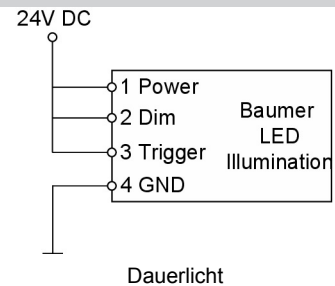 24V DC
1 Power
2 Dim
3 Trigger
4 GND
Baumer
LED
Illumination
Dauerlicht